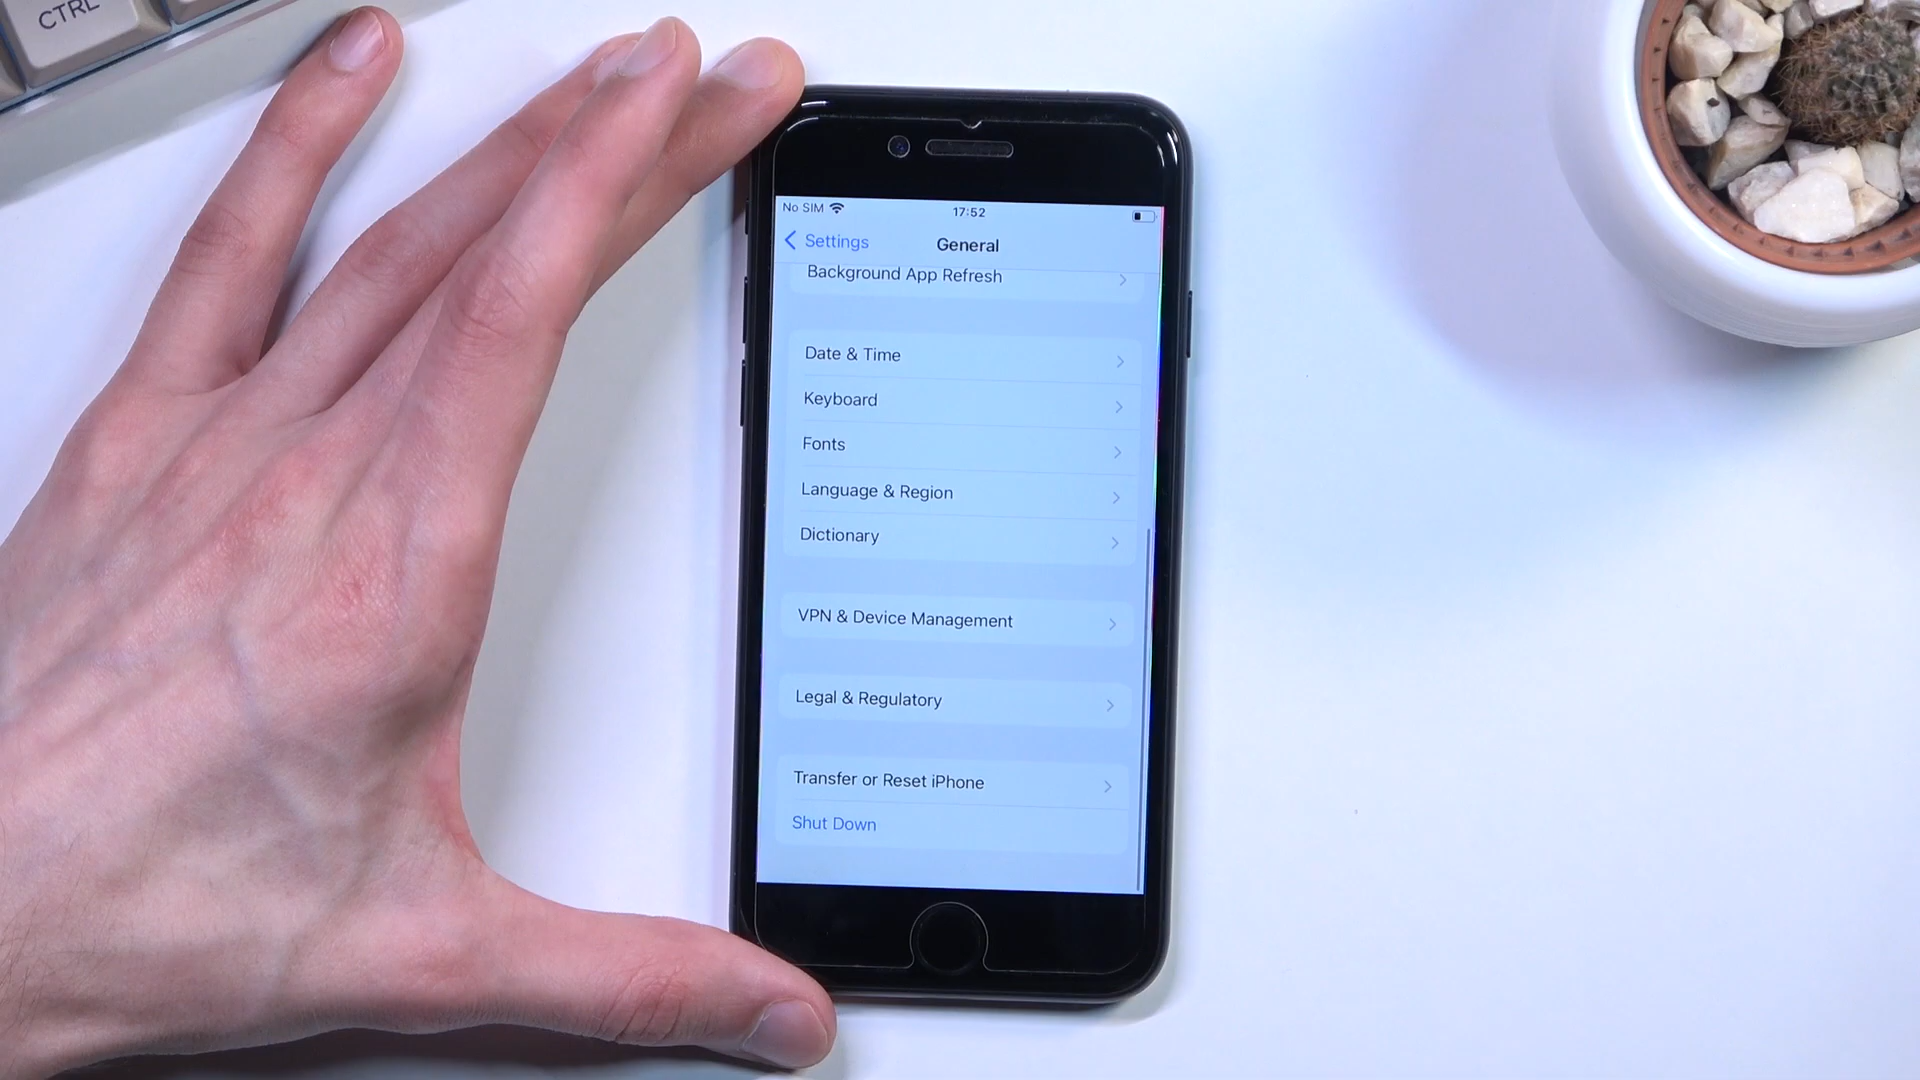 CTRL
No SIM 17:52
Settings General
Background App Refresh
Date & Time
Keyboard
Fonts
Language & Region
Dictionary
VPN & Device Management
Legal & Regulatory
Transfer or Reset iPhone
Shut Down